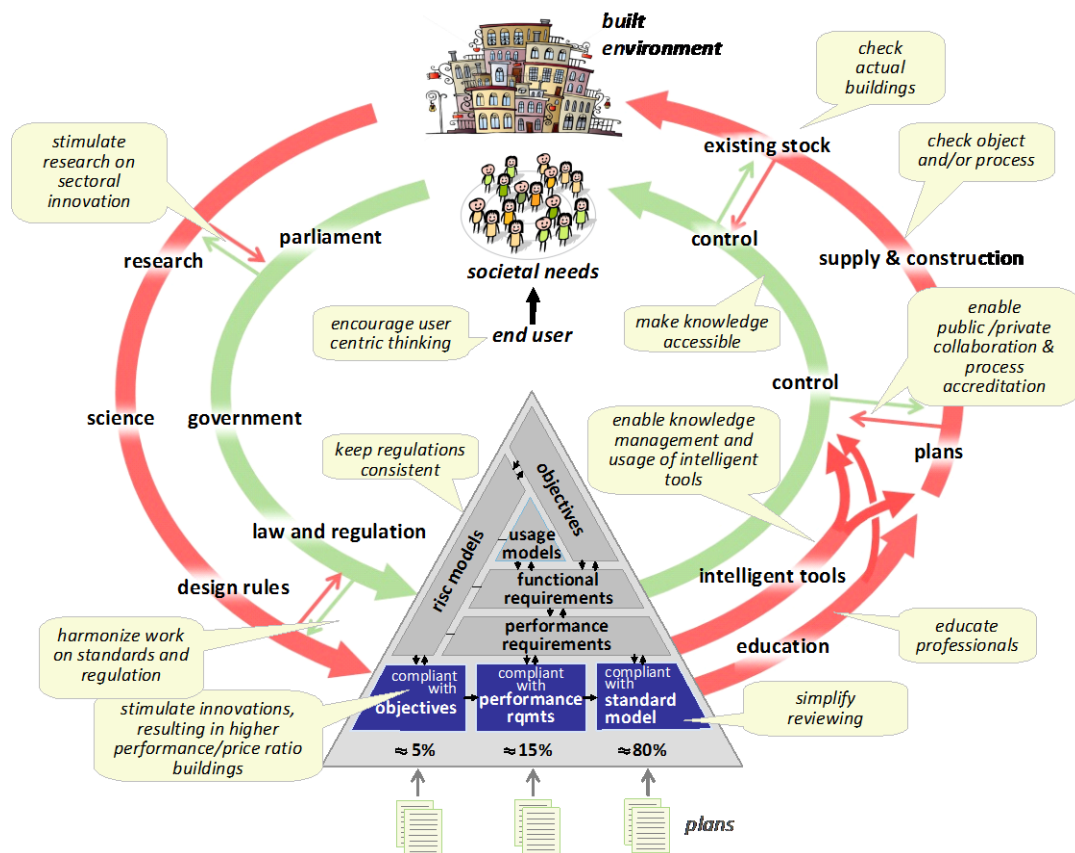 built
environment
check
actual
buildings
stimulate
research on
sectoral
innovation
existing stock
check object
and/or process
parliament
research
control
supply & construction
societal needs
encourage user
centric thinking
end user
make knowledge
accessible
enable
public /private
collaboration &
process
accreditation
control
science
government
enable knowledge
management and
usage of intelligent
tools
plans
keep regulations
consistent
objectives
law and regulation
risc models
usage
models
design rules
functional
requirements
intelligent tools
performance
requirements
harmonize work
on standards and
regulation
education
educate
professionals
compliant
with
objectives
compliant
with
performance
rqmts
compliant
with
standard
model
stimulate innovations,
resulting in higher
performance/price ratio
buildings
simplify
reviewing
≈ 5%
≈ 15%
≈ 80%
plans